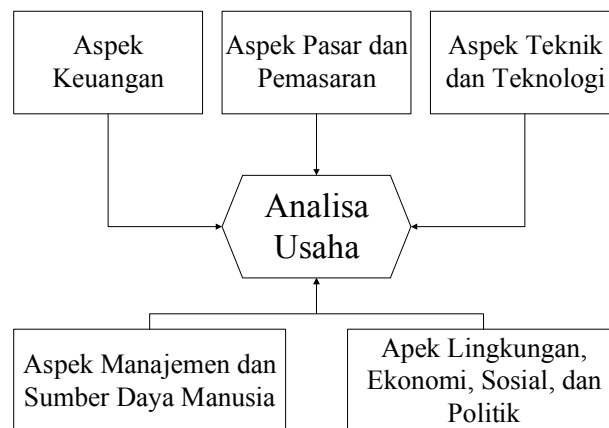 Aspek
Keuangan
Aspek Pasar dan
Pemasaran
Aspek Teknik
dan Teknologi
Analisa
Usaha
Aspek Manajemen dan
Sumber Daya Manusia
Apek Lingkungan,
Ekonomi, Sosial, dan
Politik